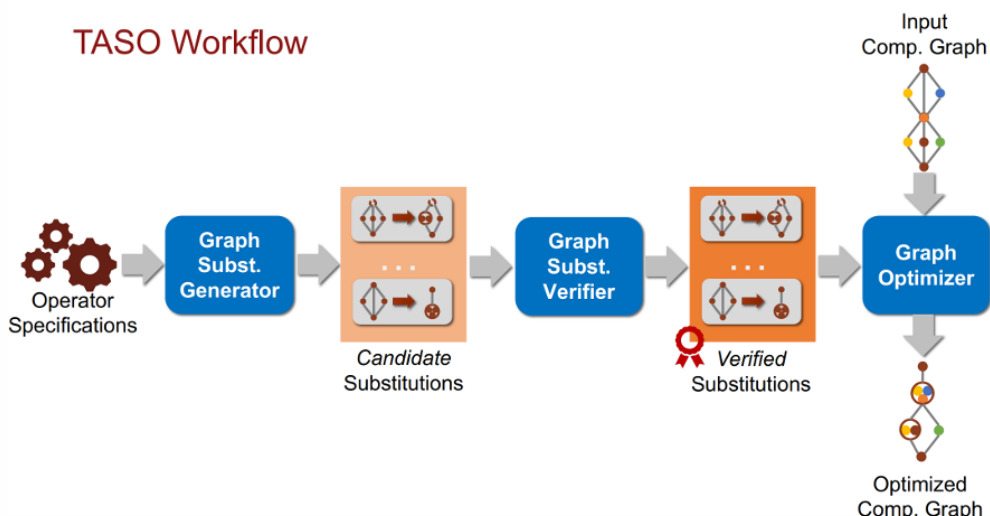 TASO Workflow
Input
Comp. Graph
Operator
Specifications
Graph
Subst.
Generator
...
Candidate
Substitutions
Graph
Subst.
Verifier
...
Verified
Substitutions
Graph
Optimizer
Optimized
Comp. Graph